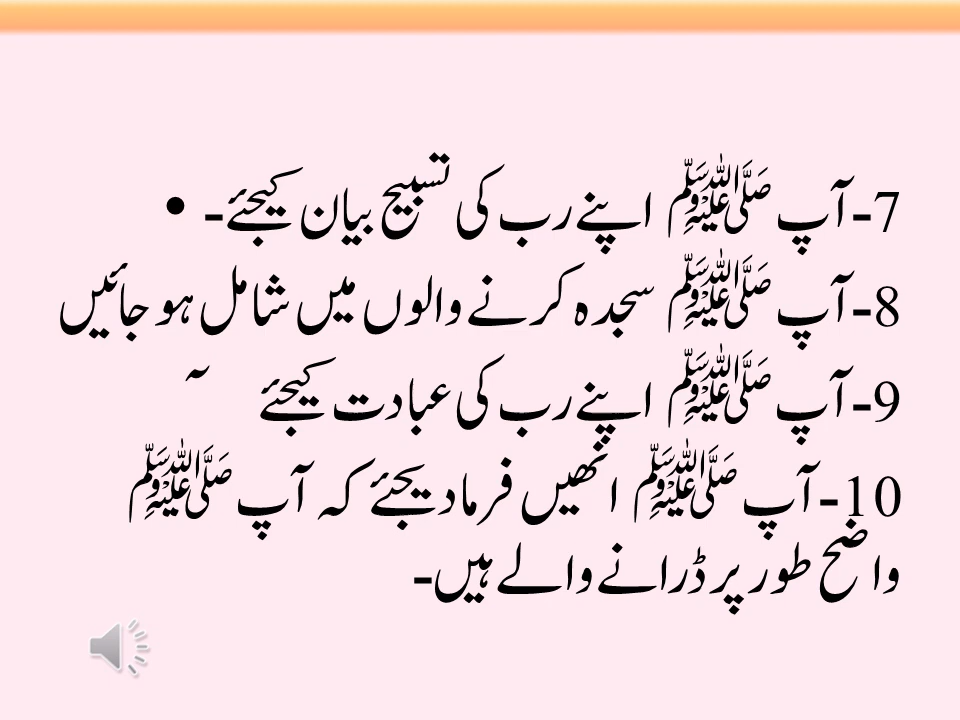 7-آپ ﷺ اپنے رب کی تسبیح بیان کیجئے- •
8-آپ ﷺ سجدہ کرنے والوں میں شامل ہو جائیں
9-آپ ﷺ اپنے رب کی عبادت کیجئے ٓ
10-آپ ﷺ انھیں فرمادیجئے کہ آپ ﷺ
واضح طور پر ڈرانے والے ہیں-